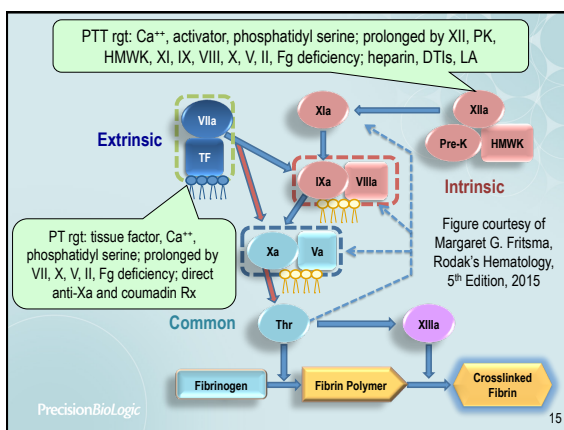 PTT rgt: Ca++, activator, phosphatidyl serine; prolonged by XII, PK,
HMWK, XI, IX, VIII, X, V, II, Fg deficiency; heparin, DTIs, LA
VIIa
TF
Extrinsic
XIa
XIIa
Pre-K
HMWK
Intrinsic
IXa
VIIIa
PT rgt: tissue factor, Ca++,
phosphatidyl serine; prolonged by
VII, X, V, II, Fg deficiency; direct
anti-Xa and coumadin Rx
Xa
Va
Figure courtesy of
Margaret G. Fritsma,
Rodak's Hematology,
5th Edition, 2015
Common
Thr
XIIIa
Fibrinogen
Fibrin Polymer
Crosslinked
Fibrin
PrecisionBioLogic
15